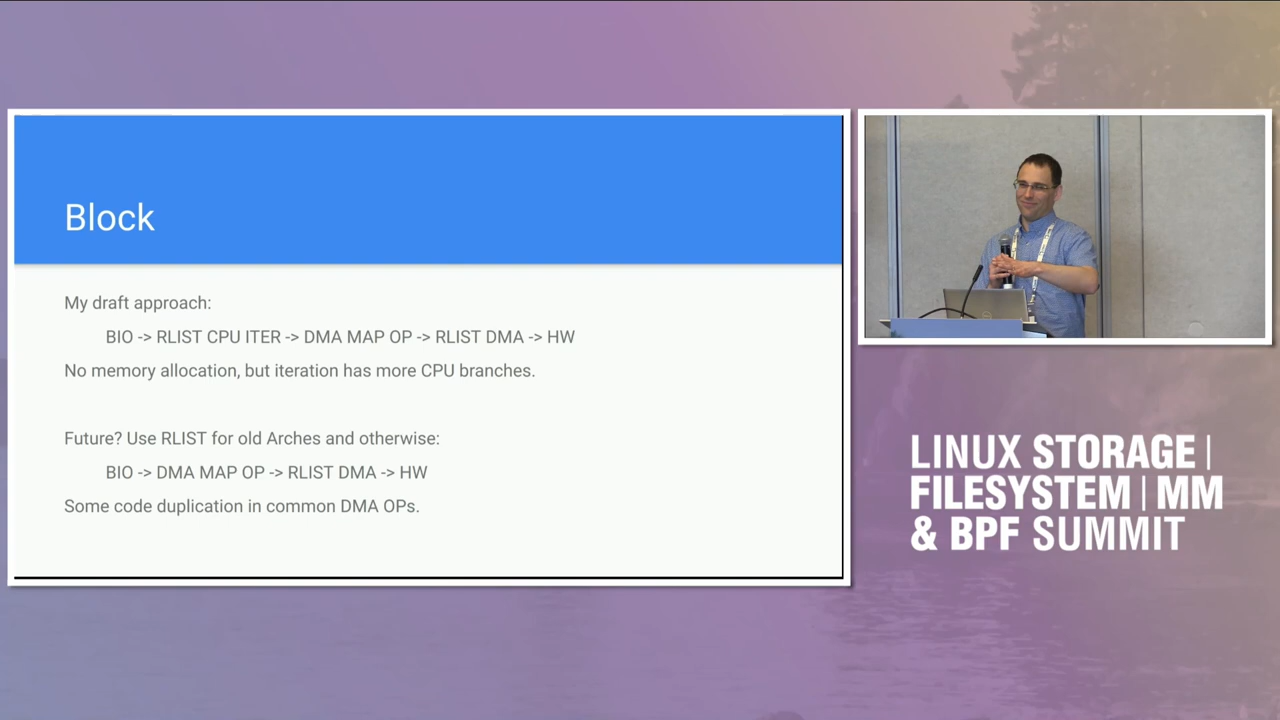 Block
My draft approach:
BIO -> RLIST CPU ITER -> DMA MAP OP -> RLIST DMA -> HW
No memory allocation, but iteration has more CPU branches.
Future? Use RLIST for old Arches and otherwise:
BIO -> DMA MAP OP -> RLIST DMA -> HW
Some code duplication in common DMA OPs.
LINUX STORAGE |
FILESYSTEM | MM
& BPF SUMMIT